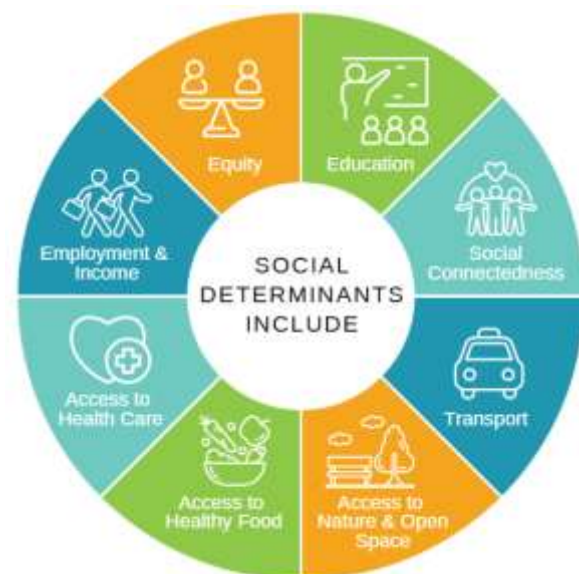 SOCIAL
DETERMINANTS
INCLUDE
Equity
Education
Social
Connectedness
Transport
Access to
Nature & Open
Space
Access to
Healthy Food
Access to
Health Care
Employment &
Income